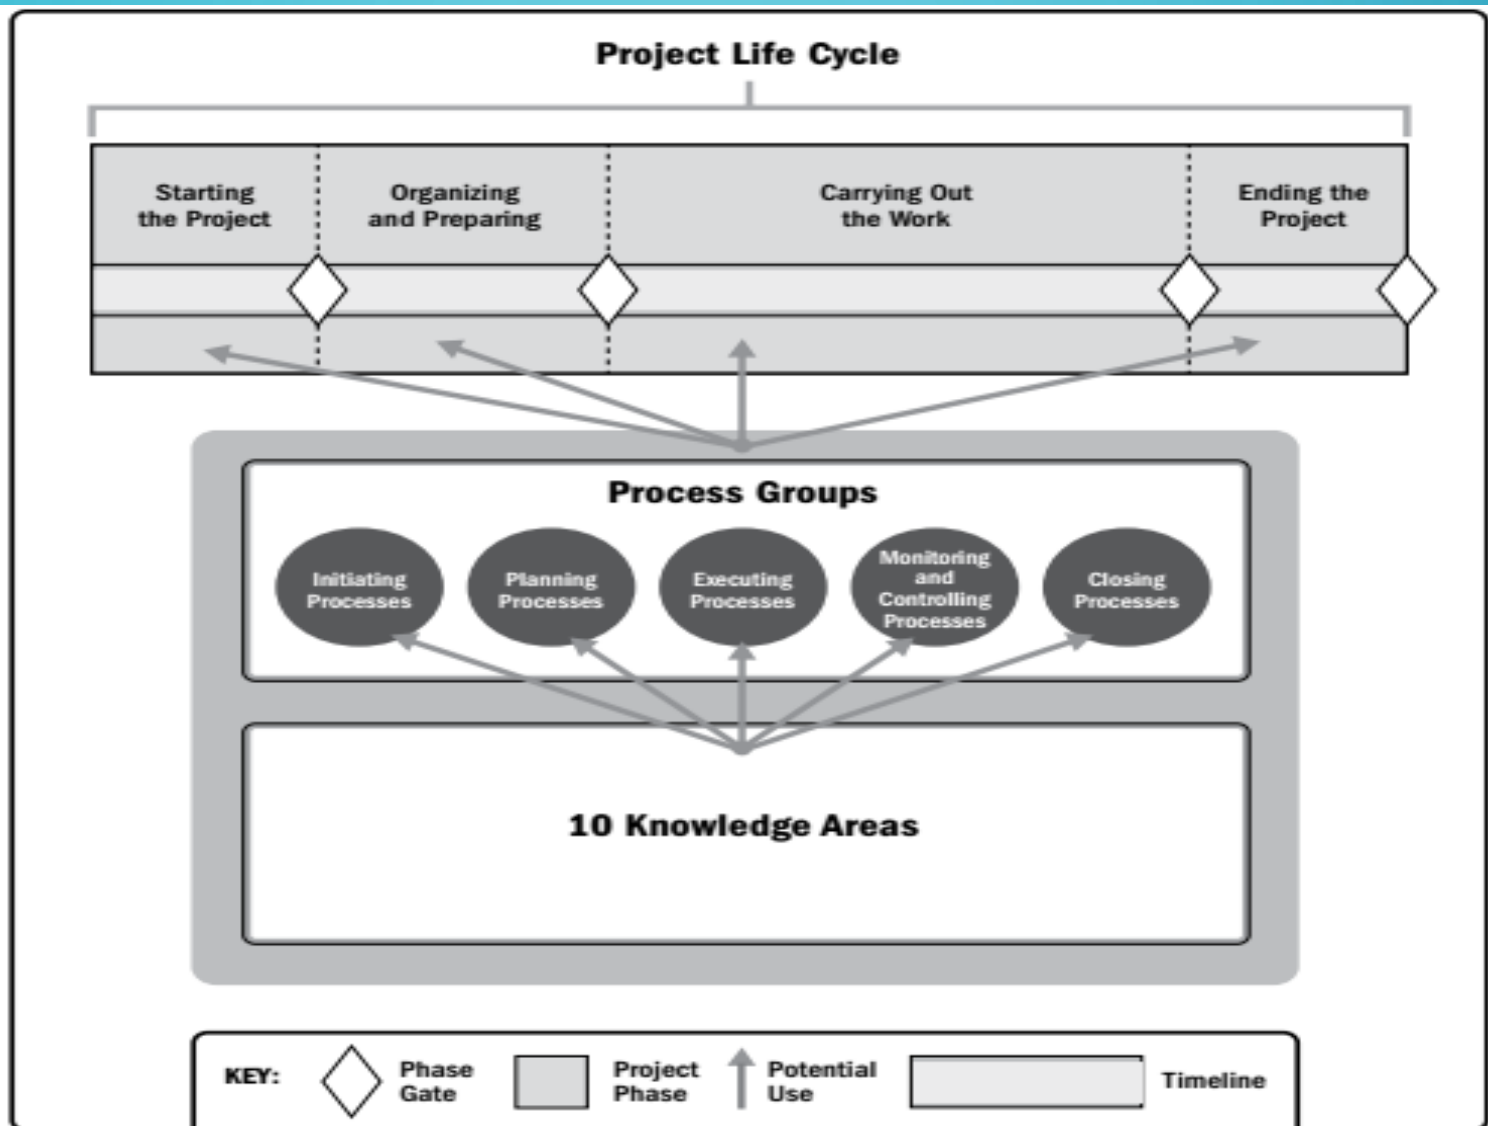 Project Life Cycle
Starting
the Project
Organizing
and Preparing
Carrying Out
the Work
Ending the
Project
Process Groups
Initiating
Processes
Planning
Processes
Executing
Processes
Monitoring
and
Controlling
Processes
Closing
Processes
10 Knowledge Areas
KEY:
Phase
Gate
Project
Phase
Potential
Use
Timeline